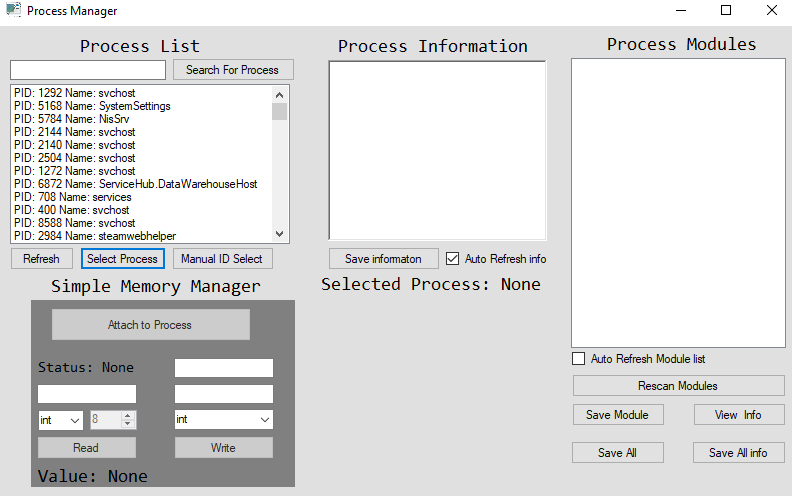 Process Manager
Process List
Search For Process
PID: 1292 Name: svchost
PID: 5168 Name: SystemSettings
PID: 5784 Name: NisSrv
PID: 2144 Name: svchost
PID: 2140 Name: svchost
PID: 2504 Name: svchost
PID: 1272 Name: svchost
PID: 6872 Name: ServiceHub.DataWarehouseHost
PID: 708 Name: services
PID: 400 Name: svchost
PID: 8588 Name: svchost
PID: 2984 Name: steamwebhelper
Refresh
Select Process
Manual ID Select
Simple Memory Manager
Attach to Process
Status: None
int
8
int
Read
Write
Value: None
Process Information
Save informaton
Auto Refresh info
Selected Process: None
Process Modules
Auto Refresh Module list
Rescan Modules
Save Module
View Info
Save All
Save All info